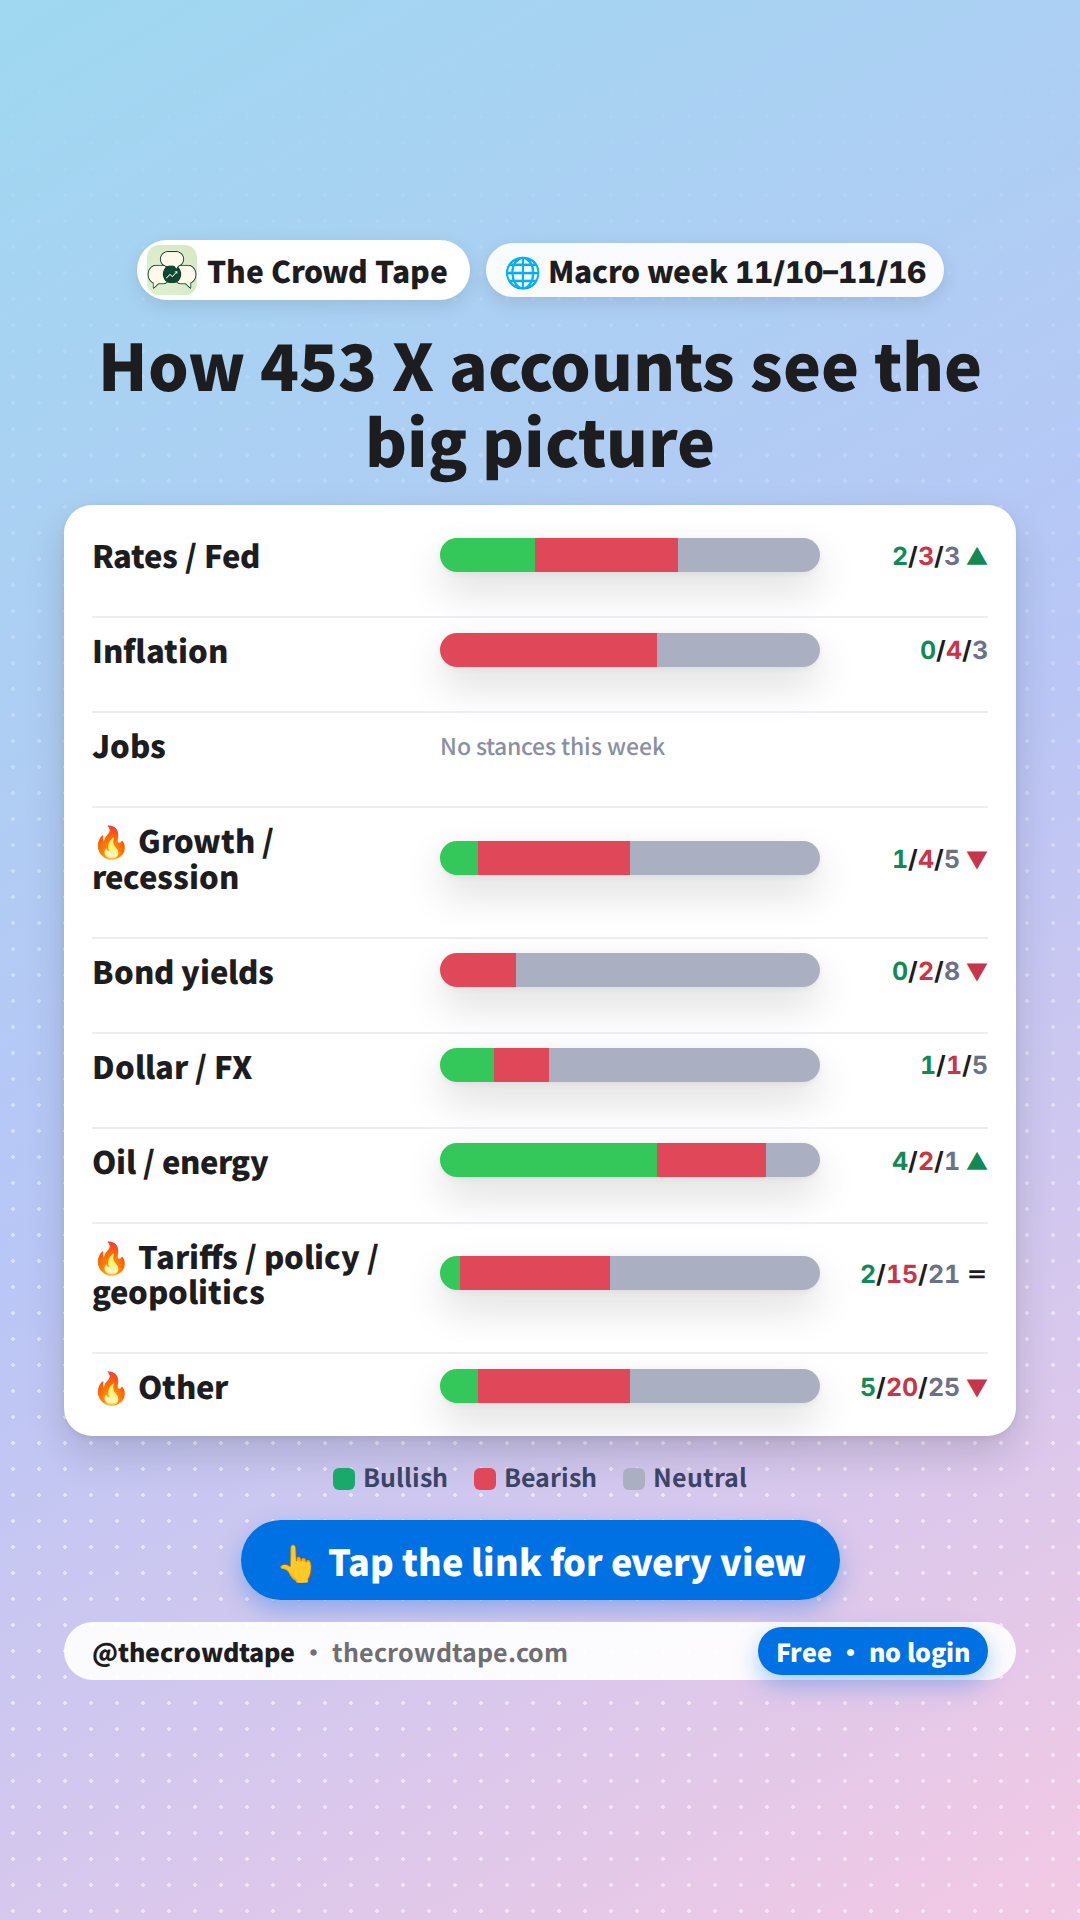 The Crowd Tape
🌐 Macro week 11/10–11/16
How 453 X accounts see the
big picture
Rates / Fed
2/3/3 ▲
Inflation
0/4/3
Jobs
No stances this week
🔥 Growth /
recession
1/4/5 ▼
Bond yields
0/2/8 ▼
Dollar / FX
1/1/5
Oil / energy
4/2/1 ▲
🔥 Tariffs / policy /
geopolitics
2/15/21 =
🔥 Other
5/20/25 ▼
Bullish Bearish Neutral
👆 Tap the link for every view
@thecrowdtape • thecrowdtape.com
Free • no login